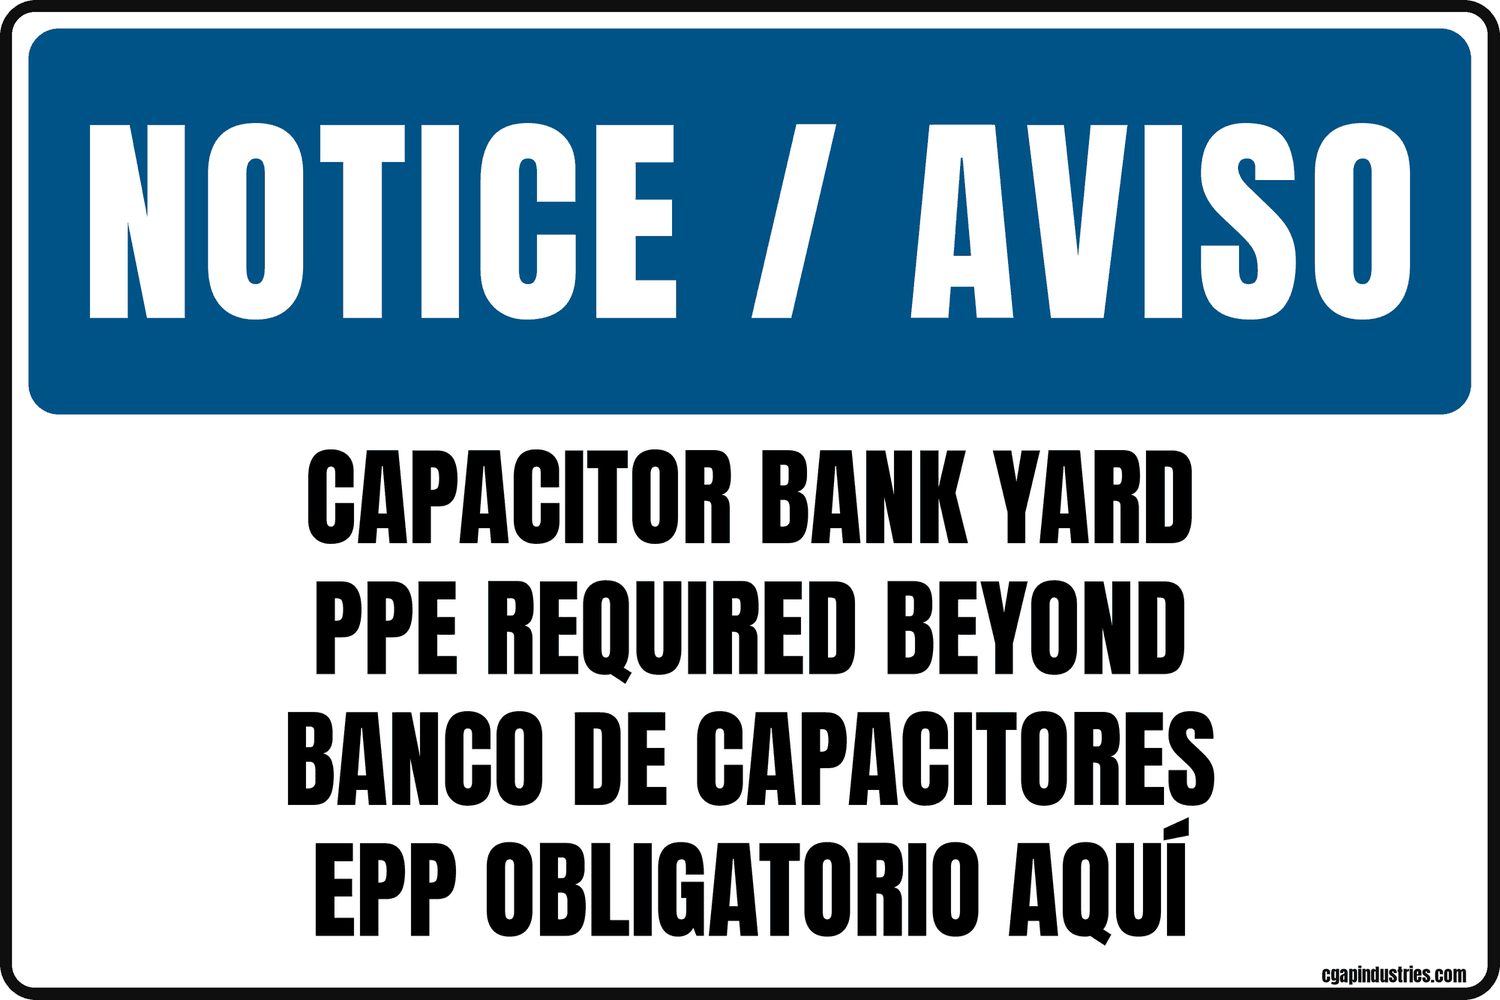 NOTICE / AVISO
CAPACITOR BANK YARD
PPE REQUIRED BEYOND
BANCO DE CAPACITORES
EPP OBLIGATORIO AQUÍ
cgapindustries.com